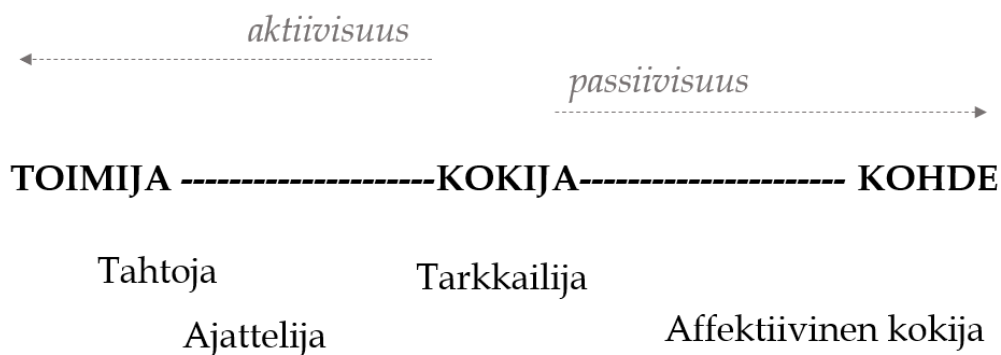 aktiivisuus
passiivisuus
TOIMIJA ---------------------KOKIJA---------------------- KOHDE
Tahtoja
Tarkkailija
Ajattelija
Affektiivinen kokija